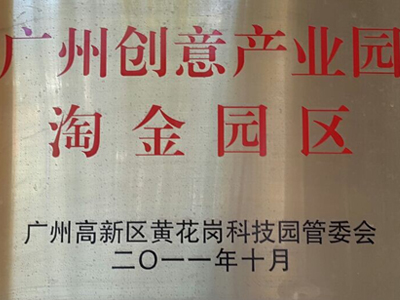 广州创意产业园
淘金园区
广州高新区黄花岗科技园管委会
二〇一一年十月